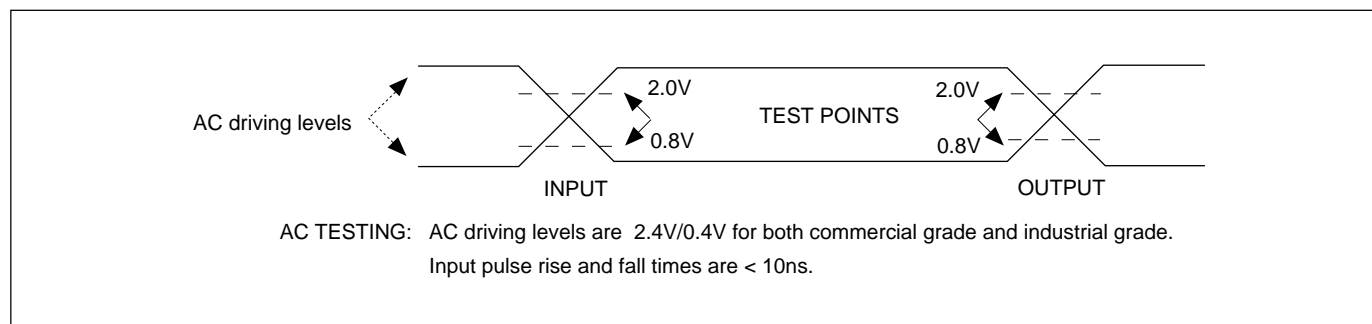 2.0V
2.0V
AC driving levels
TEST POINTS
0.8V
0.8V
INPUT
OUTPUT
AC TESTING: AC driving levels are 2.4V/0.4V for both commercial grade and industrial grade.
Input pulse rise and fall times are < 10ns.